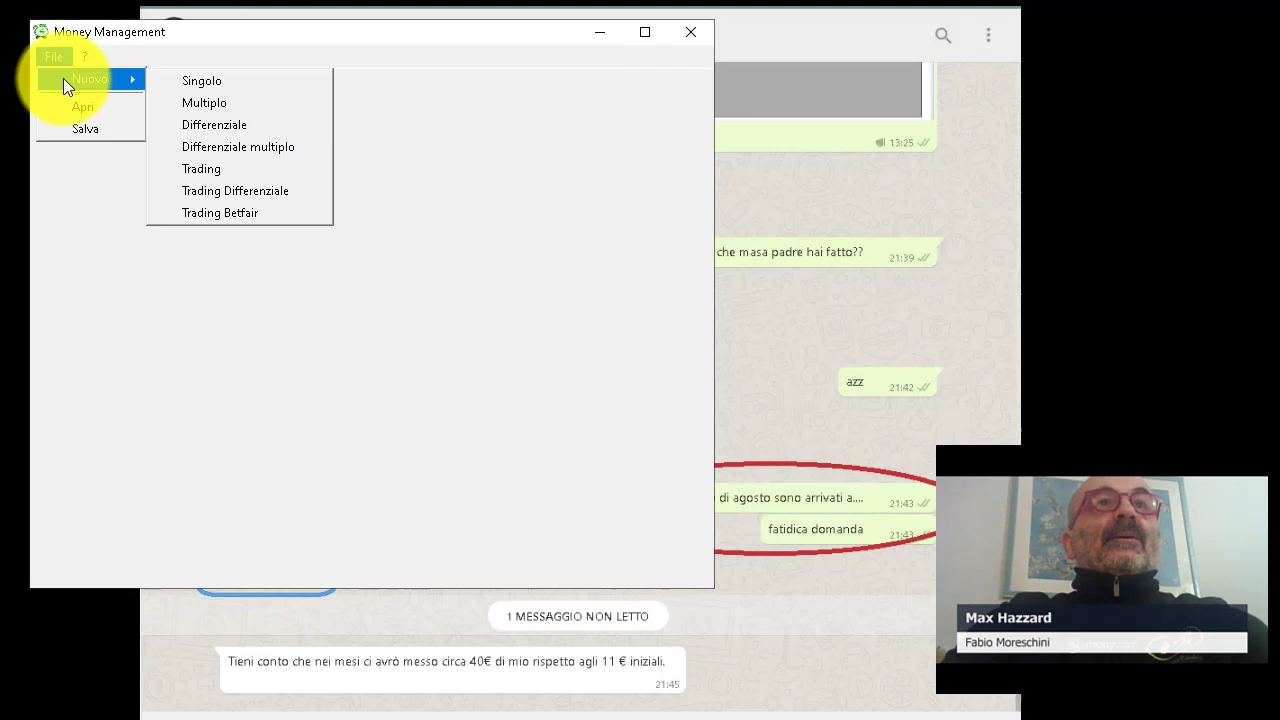 Money Management
File ?
Nuovo
Apri
Salva
Singolo
Multiplo
Differenziale
Differenziale multiplo
Trading
Trading Differenziale
Trading Betfair
13:25
che masa padre hai fatto??
21:39
azz
21:42
di agosto sono arrivati a....
21:43
fatidica domanda
21:43
1 MESSAGGIO NON LETTO
Tieni conto che nei mesi ci avrò messo circa 40€ di mio rispetto agli 11 € iniziali.
21:45
Max Hazzard
Fabio Moreschini